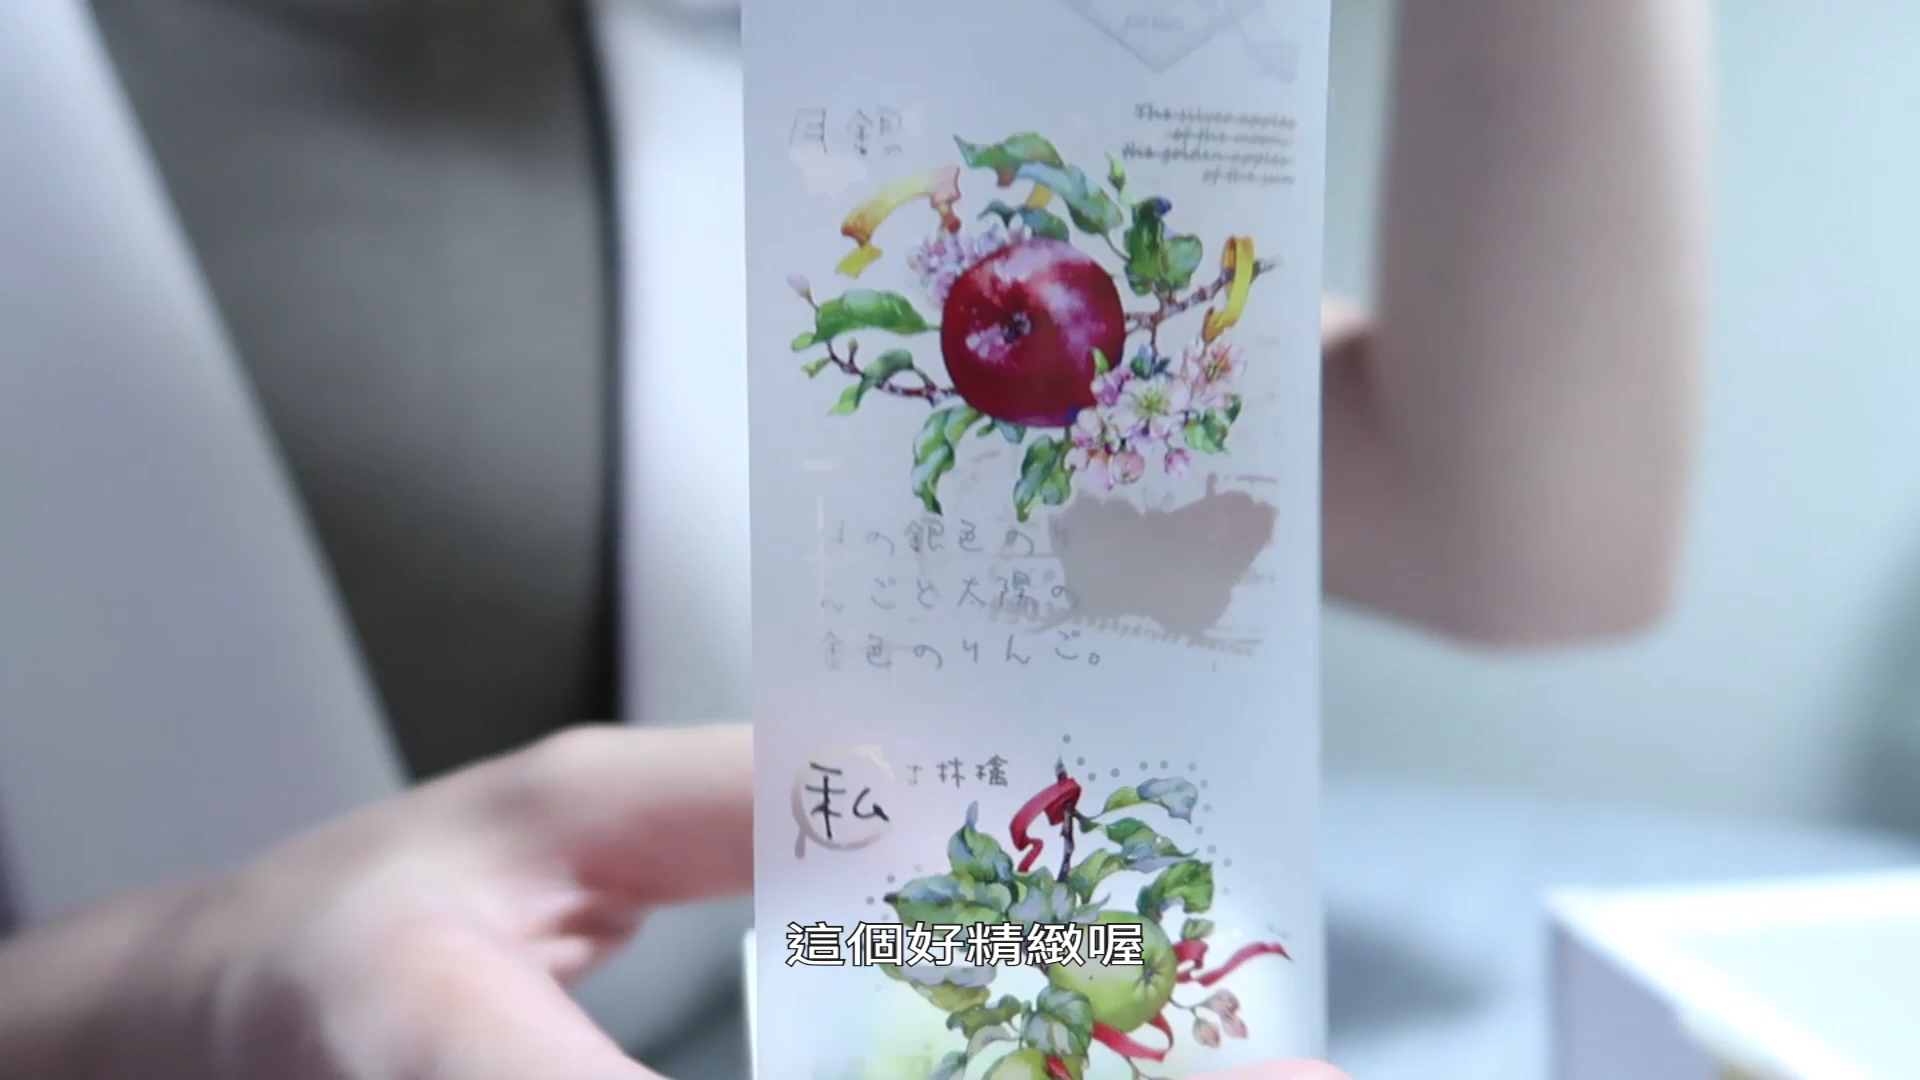 月銀
The silver apples
of the moon,
the golden apples
of the sun
の銀色の
んごと太陽の
金色のりんご。
私
は林檎
這個好精緻喔